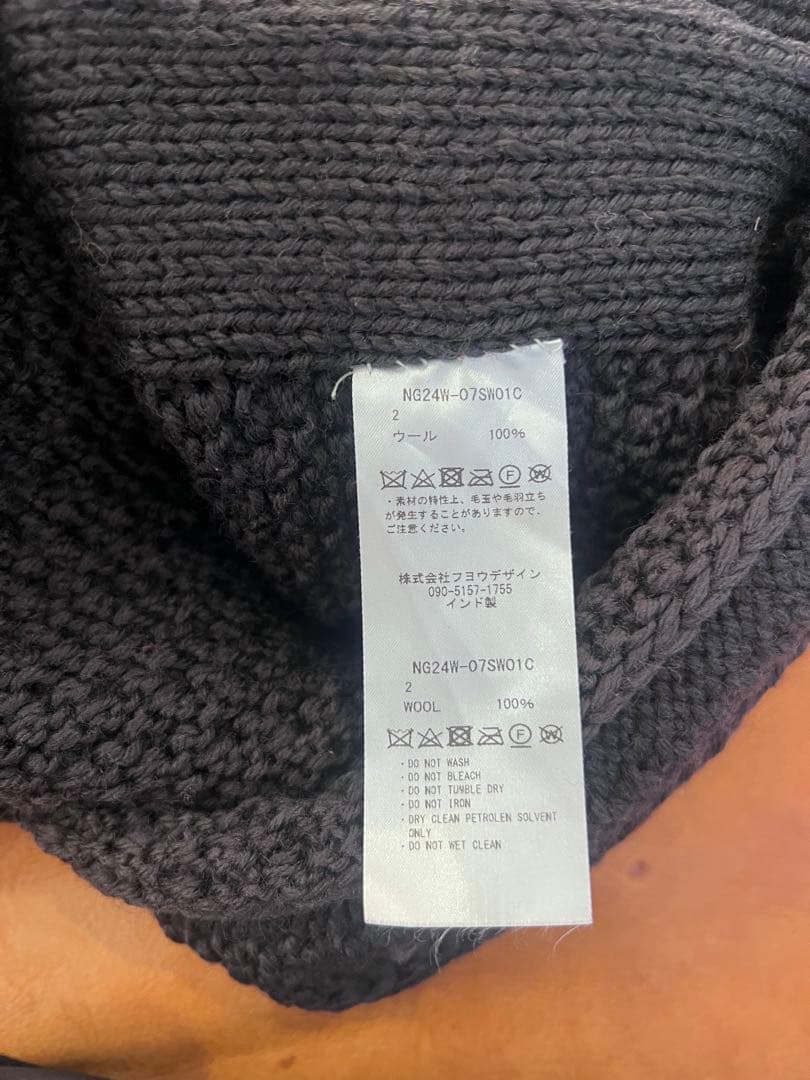 NG24W-07SW01C
2
ウール 100%
・素材の特性上、毛玉や毛羽立ち
が発生することがありますので、
ご注意ください。
株式会社フヨウデザイン
090-5157-1755
インド製
NG24W-07SW01C
2
WOOL 100%
F W
・DO NOT WASH
・DO NOT BLEACH
・DO NOT TUMBLE DRY
・DO NOT IRON
・DRY CLEAN PETROLEN SOLVENT
ONLY
・DO NOT WET CLEAN